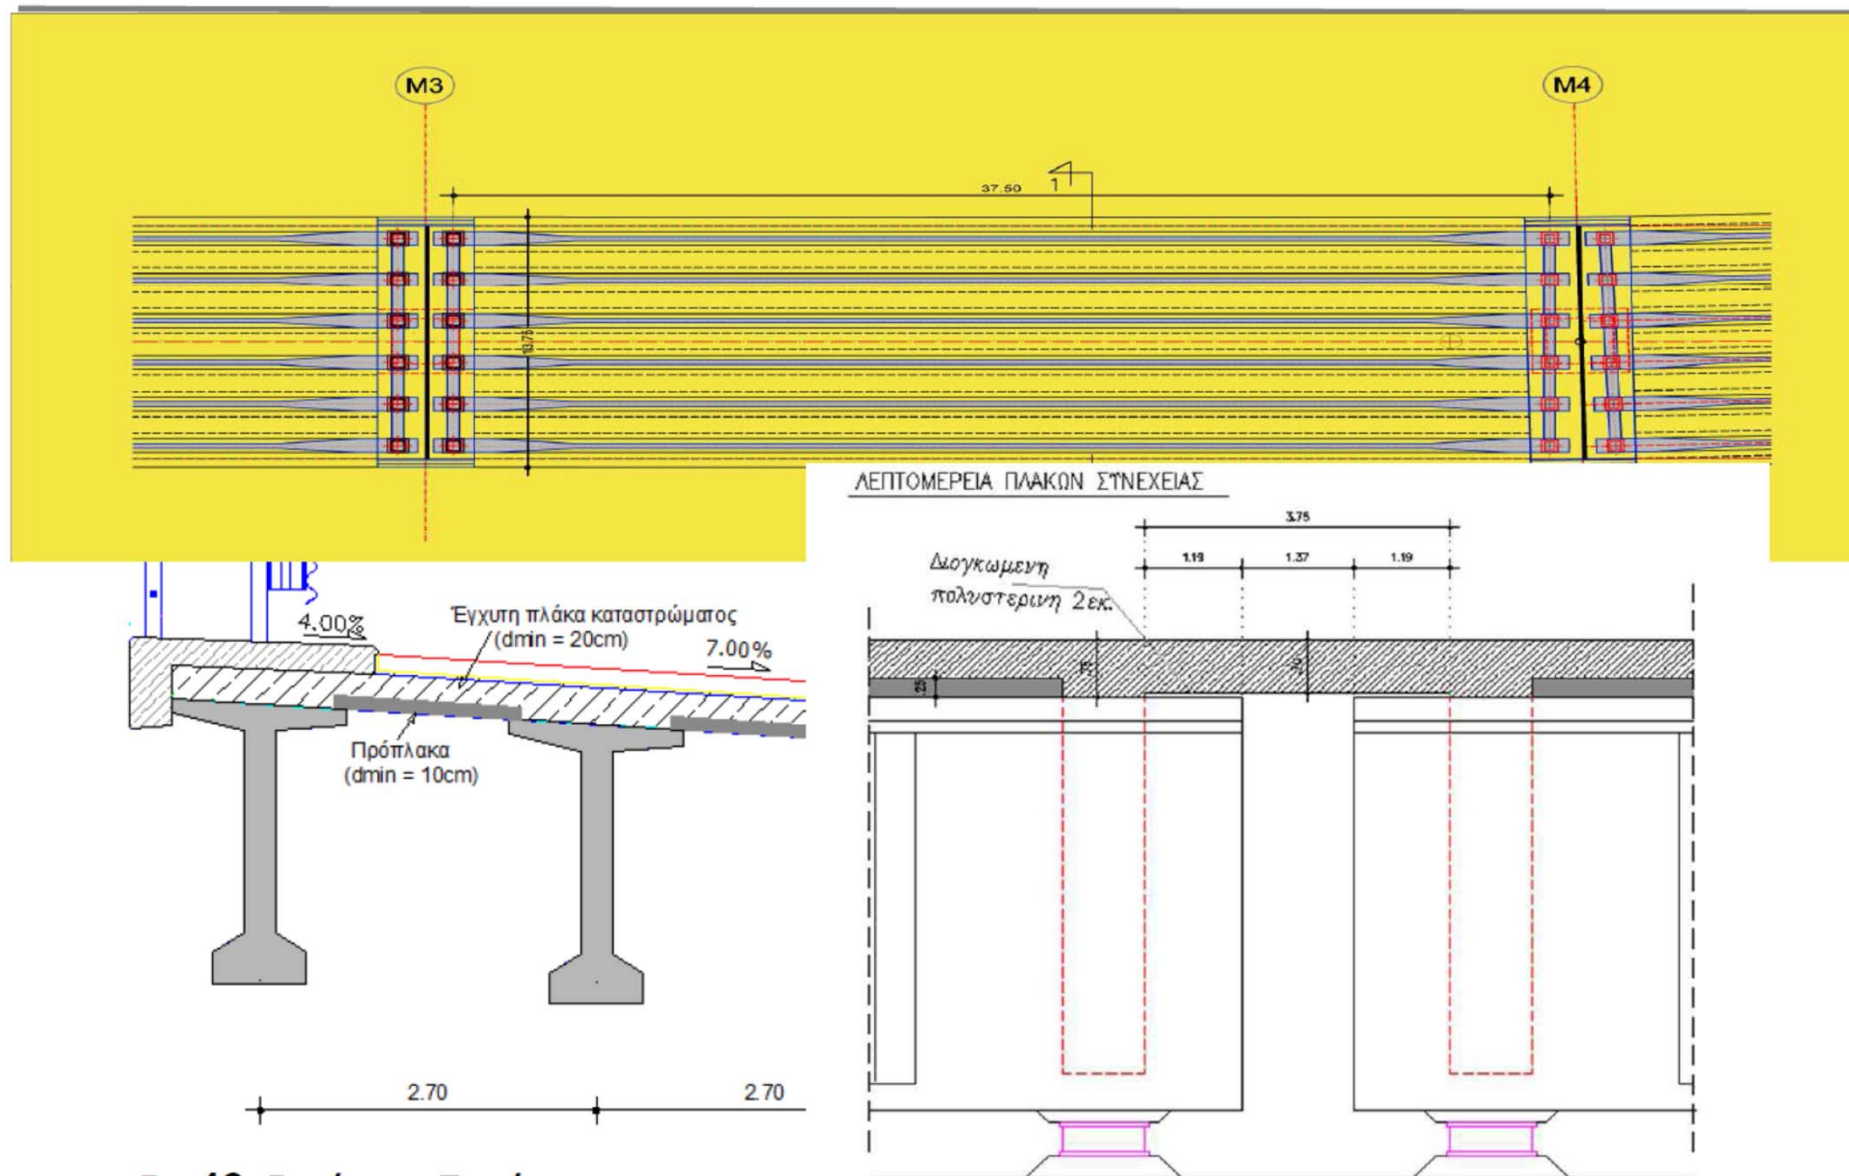 M3
M4
37.50
1
13.75
ΛΕΠΤΟΜΕΡΕΙΑ ΠΛΑΚΩΝ ΣΥΝΕΧΕΙΑΣ
3.75
1.19
1.37
1.19
Διογκωμενη
πολυστερινη 2εκ.
4.00%
Έγχυτη πλάκα καταστρώματος
(dmin = 20cm)
7.00%
.25
.75
.70
Πρόπλακα
(dmin = 10cm)
2.70
2.70